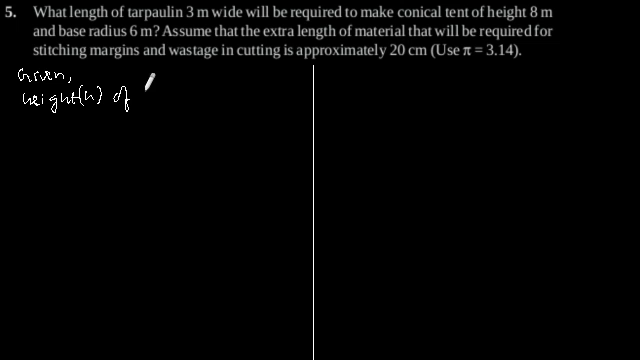 5. What length of tarpaulin 3 m wide will be required to make conical tent of height 8 m
and base radius 6 m? Assume that the extra length of material that will be required for
stitching margins and wastage in cutting is approximately 20 cm (Use π = 3.14).
Given,
height(h) of